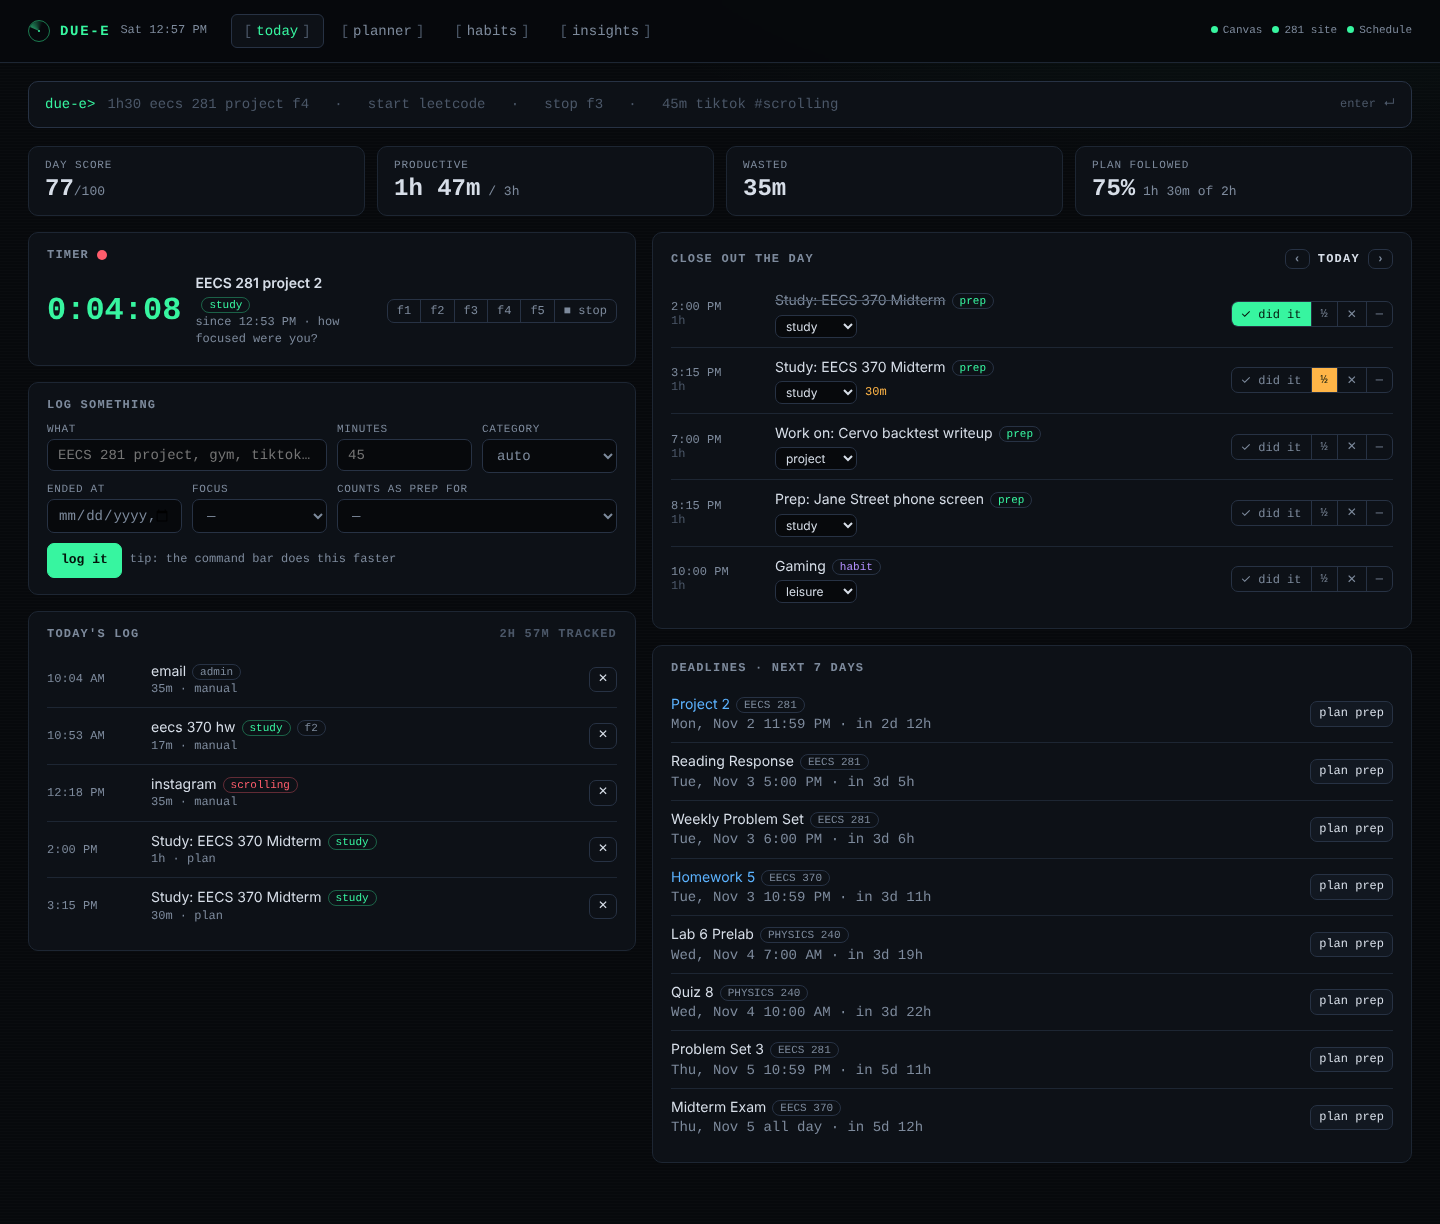 DUE-E Sat 12:57 PM [ today ] [ planner ] [ habits ] [ insights ] Canvas 281 site Schedule
due-e> 1h30 eecs 281 project f4 · start leetcode · stop f3 · 45m tiktok #scrolling enter ↵
DAY SCORE
77/100
PRODUCTIVE
1h 47m / 3h
WASTED
35m
PLAN FOLLOWED
75% 1h 30m of 2h
TIMER
0:04:08
EECS 281 project 2
study
since 12:53 PM · how
focused were you?
f1 f2 f3 f4 f5 ■ stop
LOG SOMETHING
WHAT MINUTES CATEGORY
EECS 281 project, gym, tiktok… 45 auto
ENDED AT FOCUS COUNTS AS PREP FOR
mm/dd/yyyy, — —
log it tip: the command bar does this faster
TODAY'S LOG 2H 57M TRACKED
10:04 AM
email admin
35m · manual
×
10:53 AM
eecs 370 hw study f2
17m · manual
×
12:18 PM
instagram scrolling
35m · manual
×
2:00 PM
Study: EECS 370 Midterm study
1h · plan
×
3:15 PM
Study: EECS 370 Midterm study
30m · plan
×
CLOSE OUT THE DAY ‹ TODAY ›
2:00 PM
1h
Study: EECS 370 Midterm prep
study
✓ did it ½ × —
3:15 PM
1h
Study: EECS 370 Midterm prep
study 30m
✓ did it ½ × —
7:00 PM
1h
Work on: Cervo backtest writeup prep
project
✓ did it ½ × —
8:15 PM
1h
Prep: Jane Street phone screen prep
study
✓ did it ½ × —
10:00 PM
1h
Gaming habit
leisure
✓ did it ½ × —
DEADLINES · NEXT 7 DAYS
Project 2 EECS 281
Mon, Nov 2 11:59 PM · in 2d 12h
plan prep
Reading Response EECS 281
Tue, Nov 3 5:00 PM · in 3d 5h
plan prep
Weekly Problem Set EECS 281
Tue, Nov 3 6:00 PM · in 3d 6h
plan prep
Homework 5 EECS 370
Tue, Nov 3 10:59 PM · in 3d 11h
plan prep
Lab 6 Prelab PHYSICS 240
Wed, Nov 4 7:00 AM · in 3d 19h
plan prep
Quiz 8 PHYSICS 240
Wed, Nov 4 10:00 AM · in 3d 22h
plan prep
Problem Set 3 EECS 281
Thu, Nov 5 10:59 PM · in 5d 11h
plan prep
Midterm Exam EECS 370
Thu, Nov 5 all day · in 5d 12h
plan prep